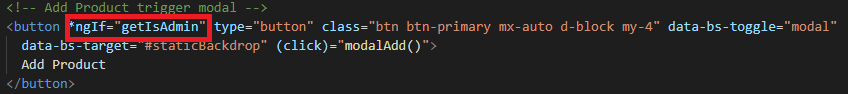 <!-- Add Product trigger modal -->
<button *ngIf="getIsAdmin" type="button" class="btn btn-primary mx-auto d-block my-4" data-bs-toggle="modal"
data-bs-target="#staticBackdrop" (click)="modalAdd()">
Add Product
</button>